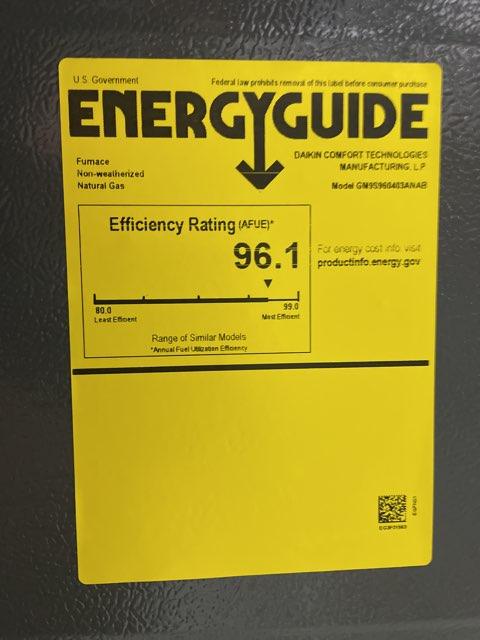 U.S. Government
Federal law prohibits removal of this label before consumer purchase
ENERGYGUIDE
Furnace
Non-weatherized
Natural Gas
DAIKIN COMFORT TECHNOLOGIES
MANUFACTURING, L.P.
Model GM9S960403ANAB
Efficiency Rating (AFUE)*
96.1
80.0
Least Efficient
99.0
Most Efficient
Range of Similar Models
*Annual Fuel Utilization Efficiency
For energy cost info, visit
productinfo.energy.gov